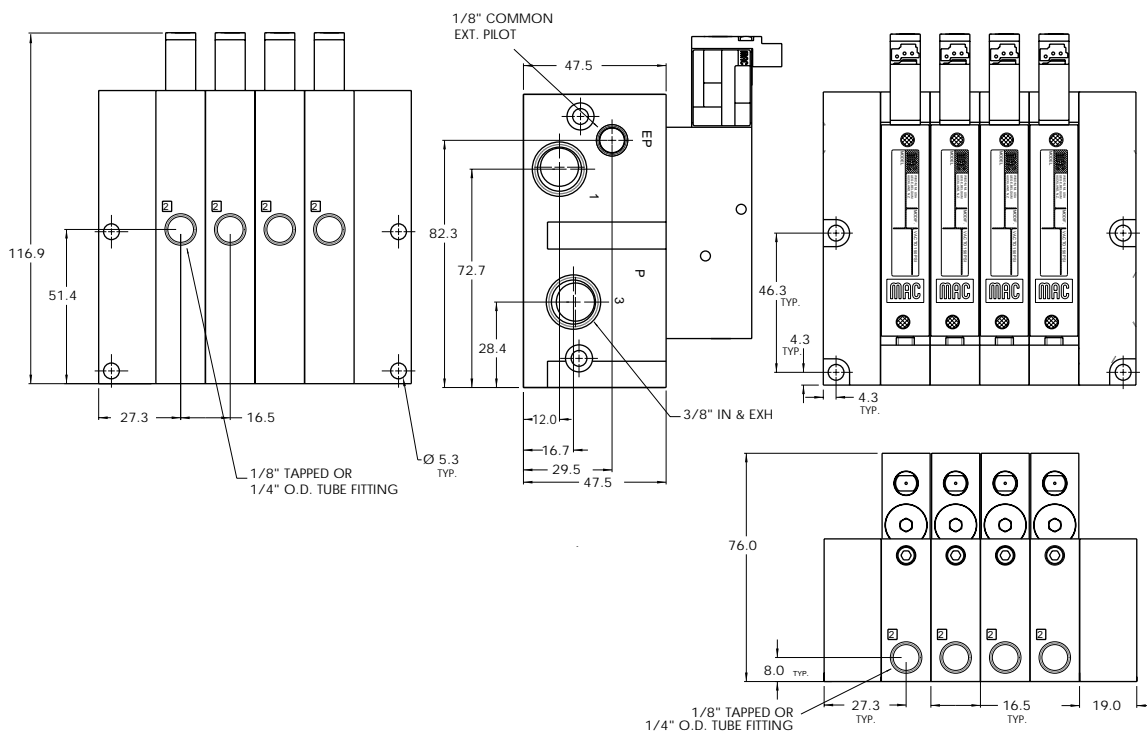 1/8" COMMON
EXT. PILOT
47.5
116.9
51.4
2
2
2
2
27.3
16.5
Ø 5.3
TYP.
1/8" TAPPED OR
1/4" O.D. TUBE FITTING
82.3
72.7
28.4
EP
1
P
3
12.0
16.7
29.5
47.5
3/8" IN & EXH
46.3
TYP.
4.3
TYP.
4.3
TYP.
MAC
MAC
MAC
MAC
76.0
2
2
2
2
8.0 TYP.
27.3
TYP.
16.5
TYP.
19.0
1/8" TAPPED OR
1/4" O.D. TUBE FITTING